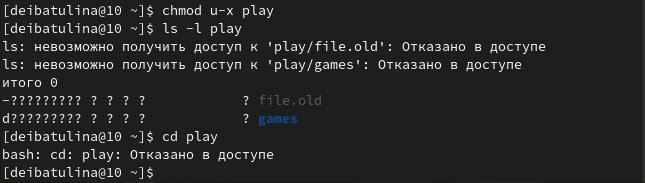 [deibatulina@10 ~]$ chmod u-x play
[deibatulina@10 ~]$ ls -l play
ls: невозможно получить доступ к 'play/file.old': Отказано в доступе
ls: невозможно получить доступ к 'play/games': Отказано в доступе
итого 0
-????????? ? ? ? ?            ? file.old
d????????? ? ? ? ?            ? games
[deibatulina@10 ~]$ cd play
bash: cd: play: Отказано в доступе
[deibatulina@10 ~]$